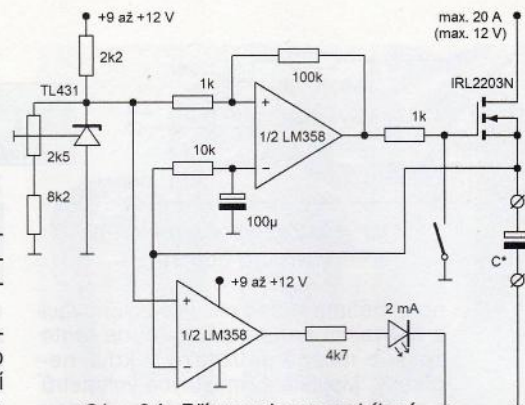 +9 až +12 V
max. 20 A
(max. 12 V)
2k2
TL431
1k
100k
IRL2203N
+
1/2 LM358
−
1k
10k
2k5
8k2
100µ
C*
+9 až +12 V
+
1/2 LM358
−
2 mA
4k7